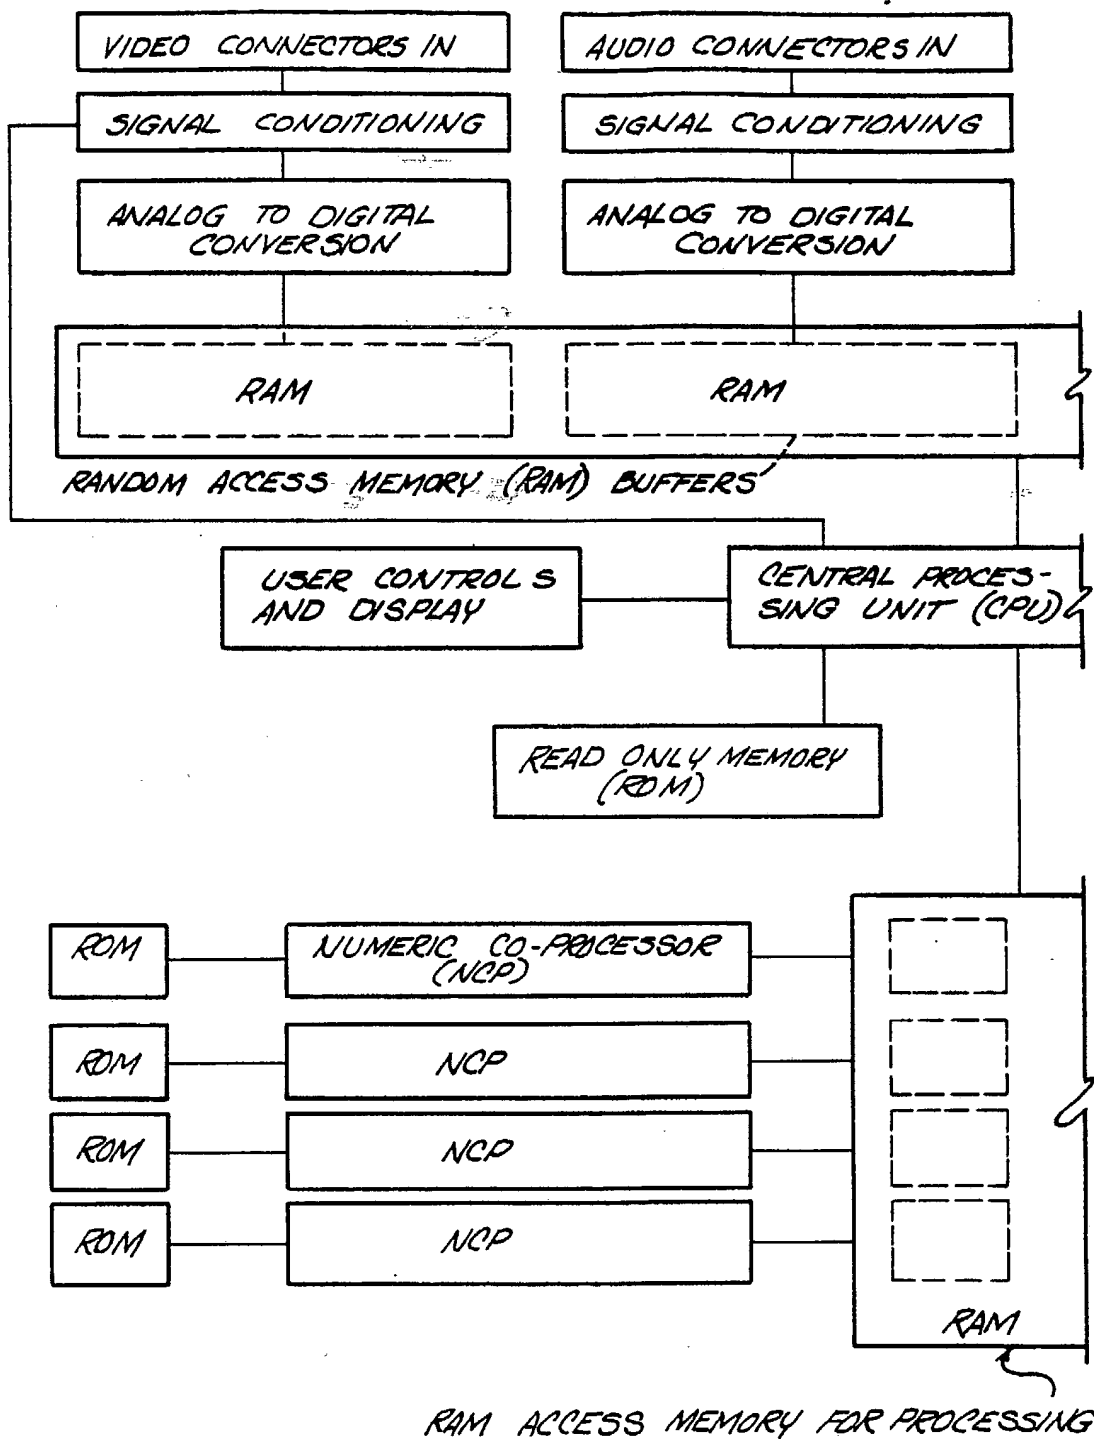 VIDEO CONNECTORS IN
AUDIO CONNECTORS IN
SIGNAL CONDITIONING
SIGNAL CONDITIONING
ANALOG TO DIGITAL
CONVERSION
ANALOG TO DIGITAL
CONVERSION
RAM
RAM
RANDOM ACCESS MEMORY (RAM) BUFFERS
USER CONTROLS
AND DISPLAY
CENTRAL PROCES-
SING UNIT (CPU)
READ ONLY MEMORY
(ROM)
ROM
NUMERIC CO-PROCESSOR
(NCP)
ROM
NCP
ROM
NCP
ROM
NCP
RAM
RAM ACCESS MEMORY FOR PROCESSING